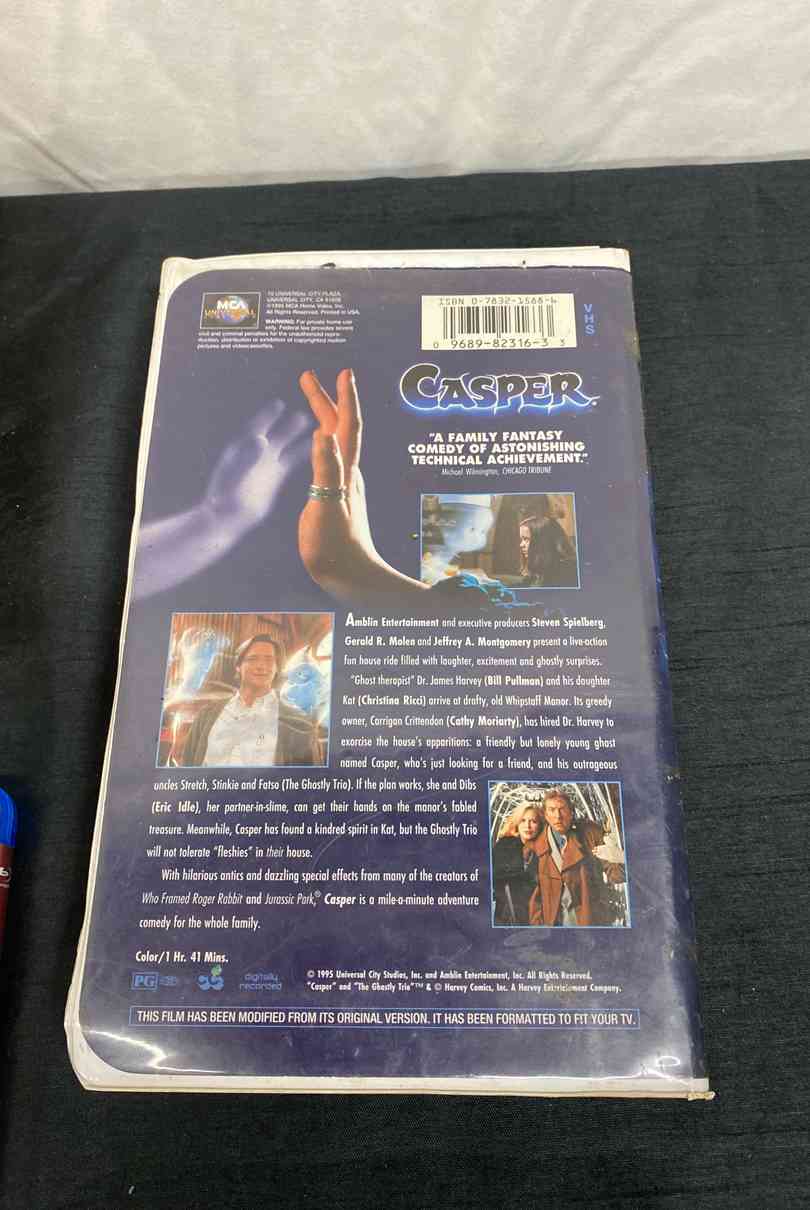 MCA
UNIVERSAL
70 UNIVERSAL CITY PLAZA,
UNIVERSAL CITY, CA 91608
©1995 MCA Home Video, Inc.
All Rights Reserved. Printed in USA.
WARNING: For private home use
only. Federal law provides severe
civil and criminal penalties for the unauthorized repro-
duction, distribution or exhibition of copyrighted motion
pictures and videocassettes.
ISBN 0-7832-1568-6
0 9689-82316-3 3
VHS
CASPER
"A FAMILY FANTASY
COMEDY OF ASTONISHING
TECHNICAL ACHIEVEMENT."
Michael Wilmington, CHICAGO TRIBUNE
Amblin Entertainment and executive producers Steven Spielberg,
Gerald R. Molen and Jeffrey A. Montgomery present a live-action
fun house ride filled with laughter, excitement and ghostly surprises.
"Ghost therapist" Dr. James Harvey (Bill Pullman) and his daughter
Kat (Christina Ricci) arrive at drafty, old Whipstaff Manor. Its greedy
owner, Carrigan Crittendon (Cathy Moriarty), has hired Dr. Harvey to
exorcise the house's apparitions: a friendly but lonely young ghost
named Casper, who's just looking for a friend, and his outrageous
uncles Stretch, Stinkie and Fatso (The Ghostly Trio). If the plan works, she and Dibs
(Eric Idle), her partner-in-slime, can get their hands on the manor's fabled
treasure. Meanwhile, Casper has found a kindred spirit in Kat, but the Ghostly Trio
will not tolerate "fleshies" in their house.
With hilarious antics and dazzling special effects from many of the creators of
Who Framed Roger Rabbit and Jurassic Park,® Casper is a mile-a-minute adventure
comedy for the whole family.
Color/1 Hr. 41 Mins.
PG
digitally
recorded
© 1995 Universal City Studios, Inc. and Amblin Entertainment, Inc. All Rights Reserved.
"Casper" and "The Ghostly Trio"™ & © Harvey Comics, Inc. A Harvey Entertainment Company.
THIS FILM HAS BEEN MODIFIED FROM ITS ORIGINAL VERSION. IT HAS BEEN FORMATTED TO FIT YOUR TV.